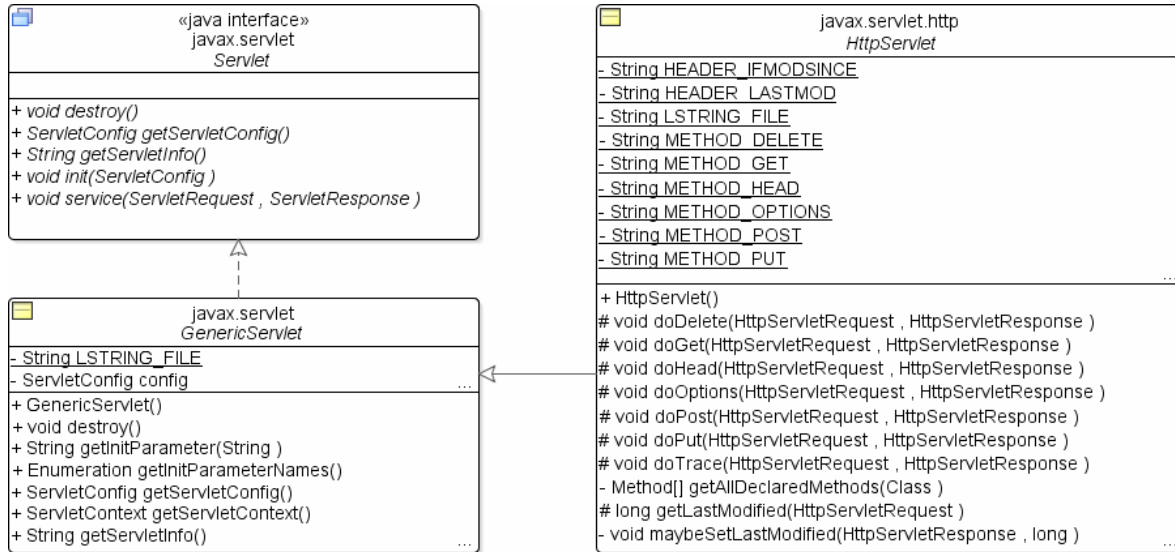 «java interface»
javax.servlet
Servlet
+ void destroy()
+ ServletConfig getServletConfig()
+ String getServletInfo()
+ void init(ServletConfig )
+ void service(ServletRequest , ServletResponse )
javax.servlet
GenericServlet
- String LSTRING_FILE
- ServletConfig config
...
+ GenericServlet()
+ void destroy()
+ String getInitParameter(String )
+ Enumeration getInitParameterNames()
+ ServletConfig getServletConfig()
+ ServletContext getServletContext()
+ String getServletInfo()
...
javax.servlet.http
HttpServlet
- String HEADER_IFMODSINCE
- String HEADER_LASTMOD
- String LSTRING_FILE
- String METHOD_DELETE
- String METHOD_GET
- String METHOD_HEAD
- String METHOD_OPTIONS
- String METHOD_POST
- String METHOD_PUT
...
+ HttpServlet()
# void doDelete(HttpServletRequest , HttpServletResponse )
# void doGet(HttpServletRequest , HttpServletResponse )
# void doHead(HttpServletRequest , HttpServletResponse )
# void doOptions(HttpServletRequest , HttpServletResponse )
# void doPost(HttpServletRequest , HttpServletResponse )
# void doPut(HttpServletRequest , HttpServletResponse )
# void doTrace(HttpServletRequest , HttpServletResponse )
- Method[] getAllDeclaredMethods(Class )
# long getLastModified(HttpServletRequest )
- void maybeSetLastModified(HttpServletResponse , long )
...